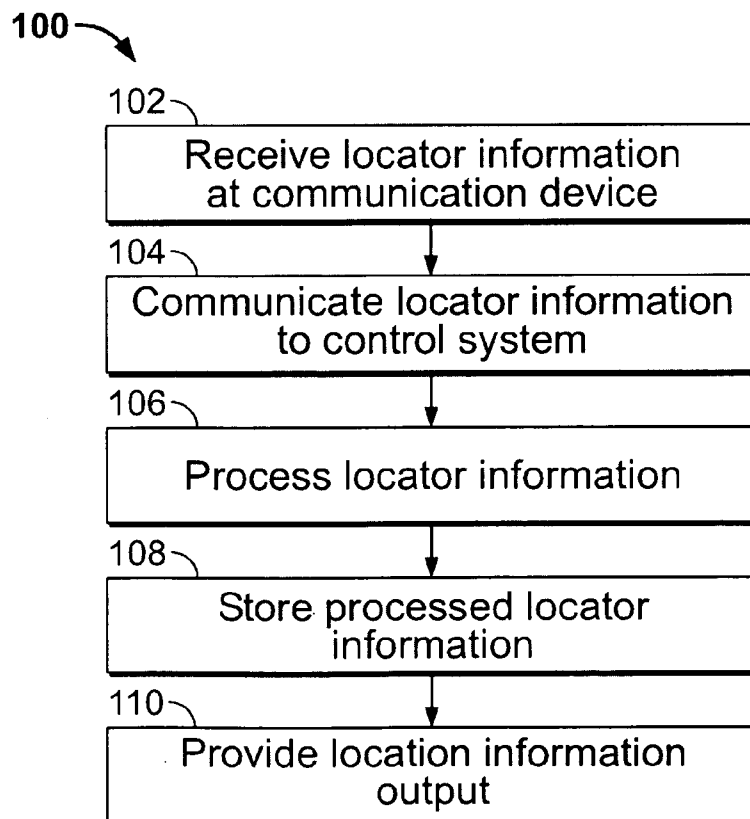 100
102
Receive locator information
at communication device
104
Communicate locator information
to control system
106
Process locator information
108
Store processed locator
information
110
Provide location information
output